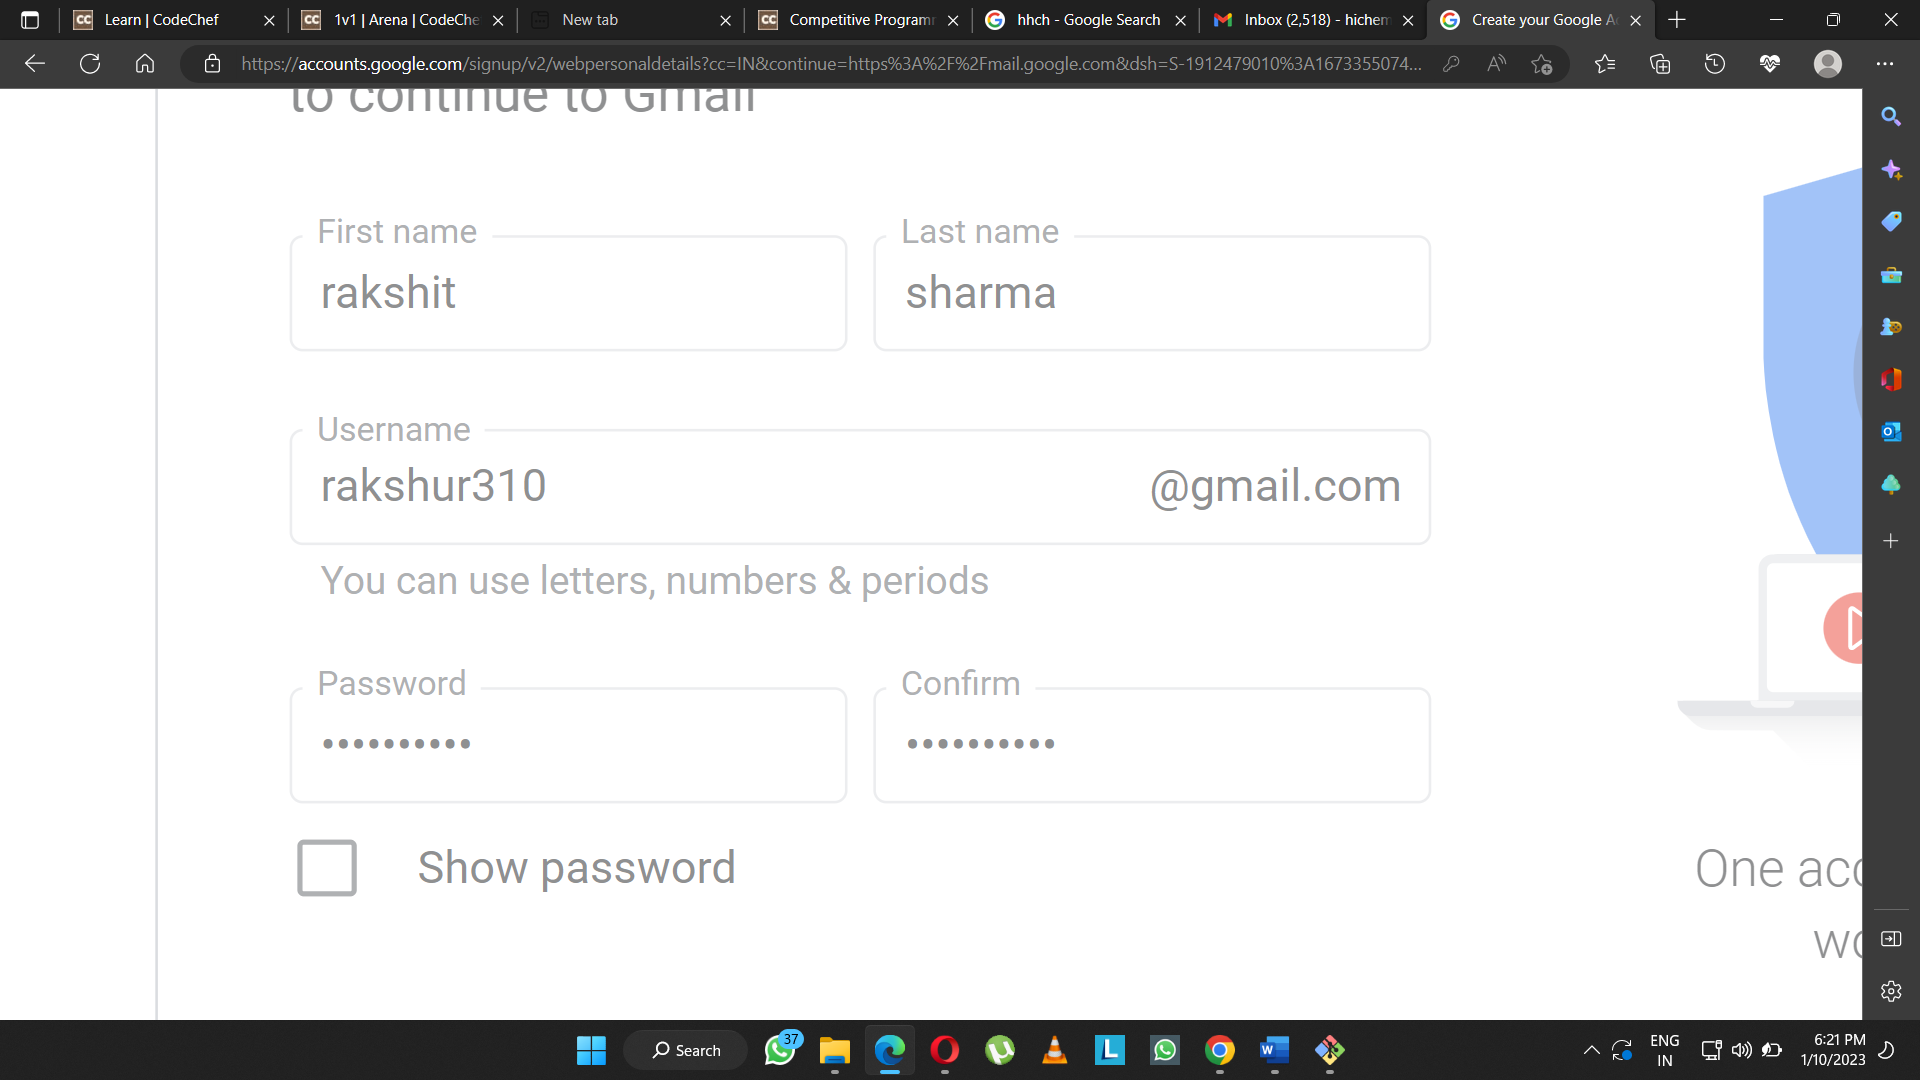 Learn | CodeChef
1v1 | Arena | CodeChe
New tab
Competitive Programm
hhch - Google Search
Inbox (2,518) - hichem
Create your Google Ac
https://accounts.google.com/signup/v2/webpersonaldetails?cc=IN&continue=https%3A%2F%2Fmail.google.com&dsh=S-1912479010%3A1673355074...
to continue to Gmail
First name
Last name
rakshit
sharma
Username
rakshur310
@gmail.com
You can use letters, numbers & periods
Password
Confirm
••••••••••
••••••••••
Show password
One acc
wo
37
Search
ENG
IN
6:21 PM
1/10/2023